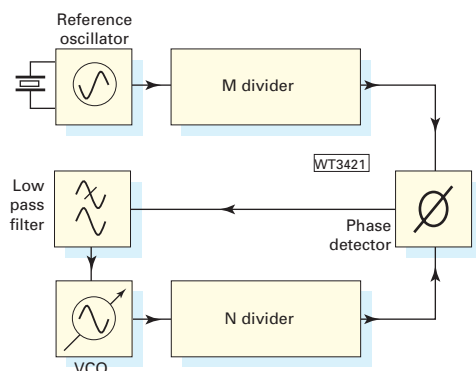 Reference
oscillator
M divider
WT3421
Low
pass
filter
Phase
detector
N divider
VCO